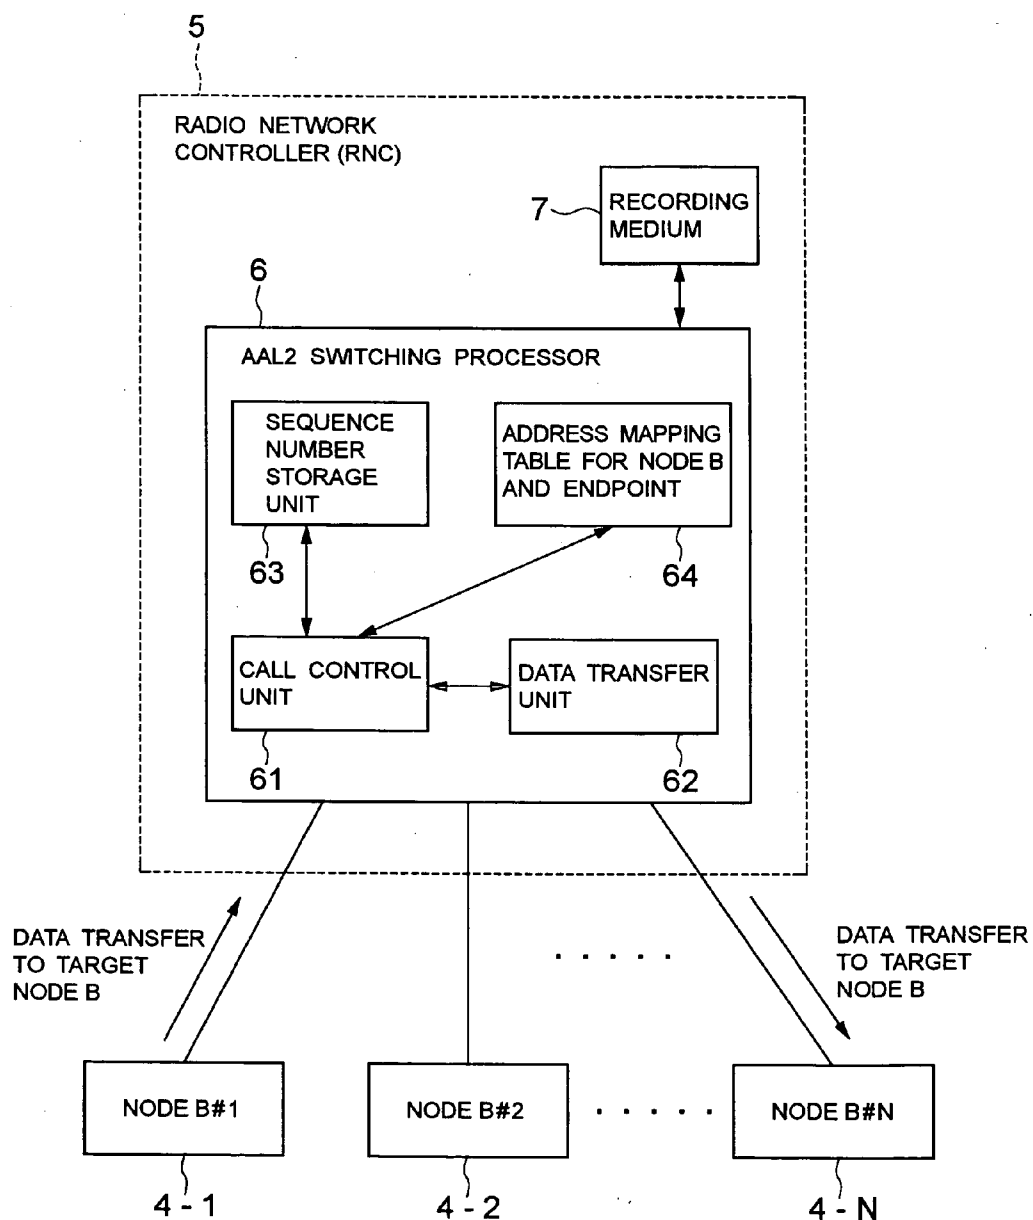 5
RADIO NETWORK
CONTROLLER (RNC)
7
RECORDING
MEDIUM
6
AAL2 SWITCHING PROCESSOR
SEQUENCE
NUMBER
STORAGE
UNIT
ADDRESS MAPPING
TABLE FOR NODE B
AND ENDPOINT
63
64
CALL CONTROL
UNIT
DATA TRANSFER
UNIT
61
62
DATA TRANSFER
TO TARGET
NODE B
DATA TRANSFER
TO TARGET
NODE B
. . . . .
NODE B#1
NODE B#2
. . . . .
NODE B#N
4 - 1
4 - 2
4 - N